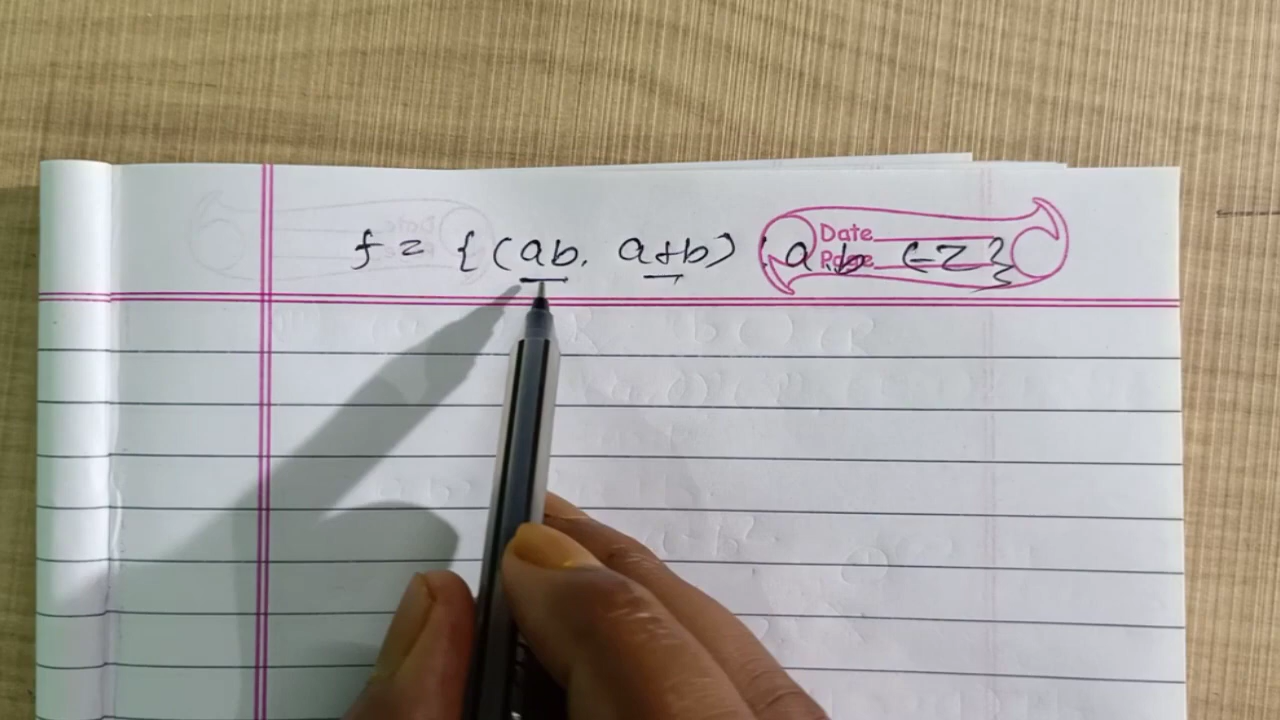 f = {(ab, a+b) : a, b ∈ Z}
Date
Page